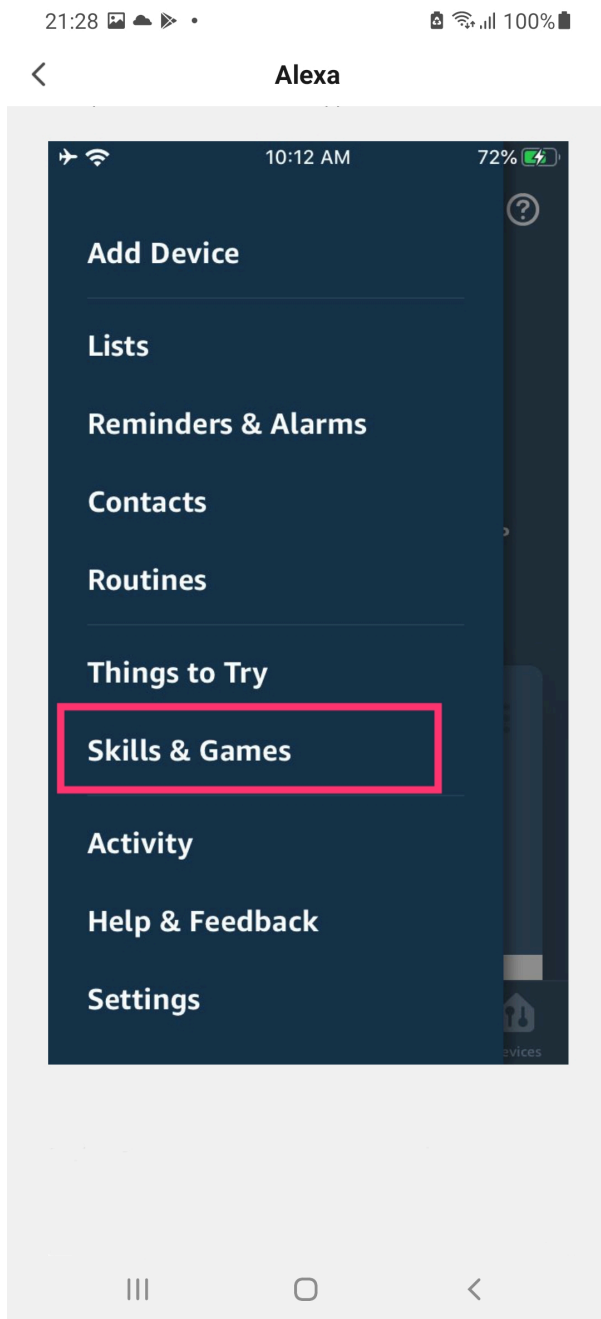 21:28
100%
Alexa
10:12 AM
72%
Add Device
Lists
Reminders & Alarms
Contacts
Routines
Things to Try
Skills & Games
Activity
Help & Feedback
Settings
evices